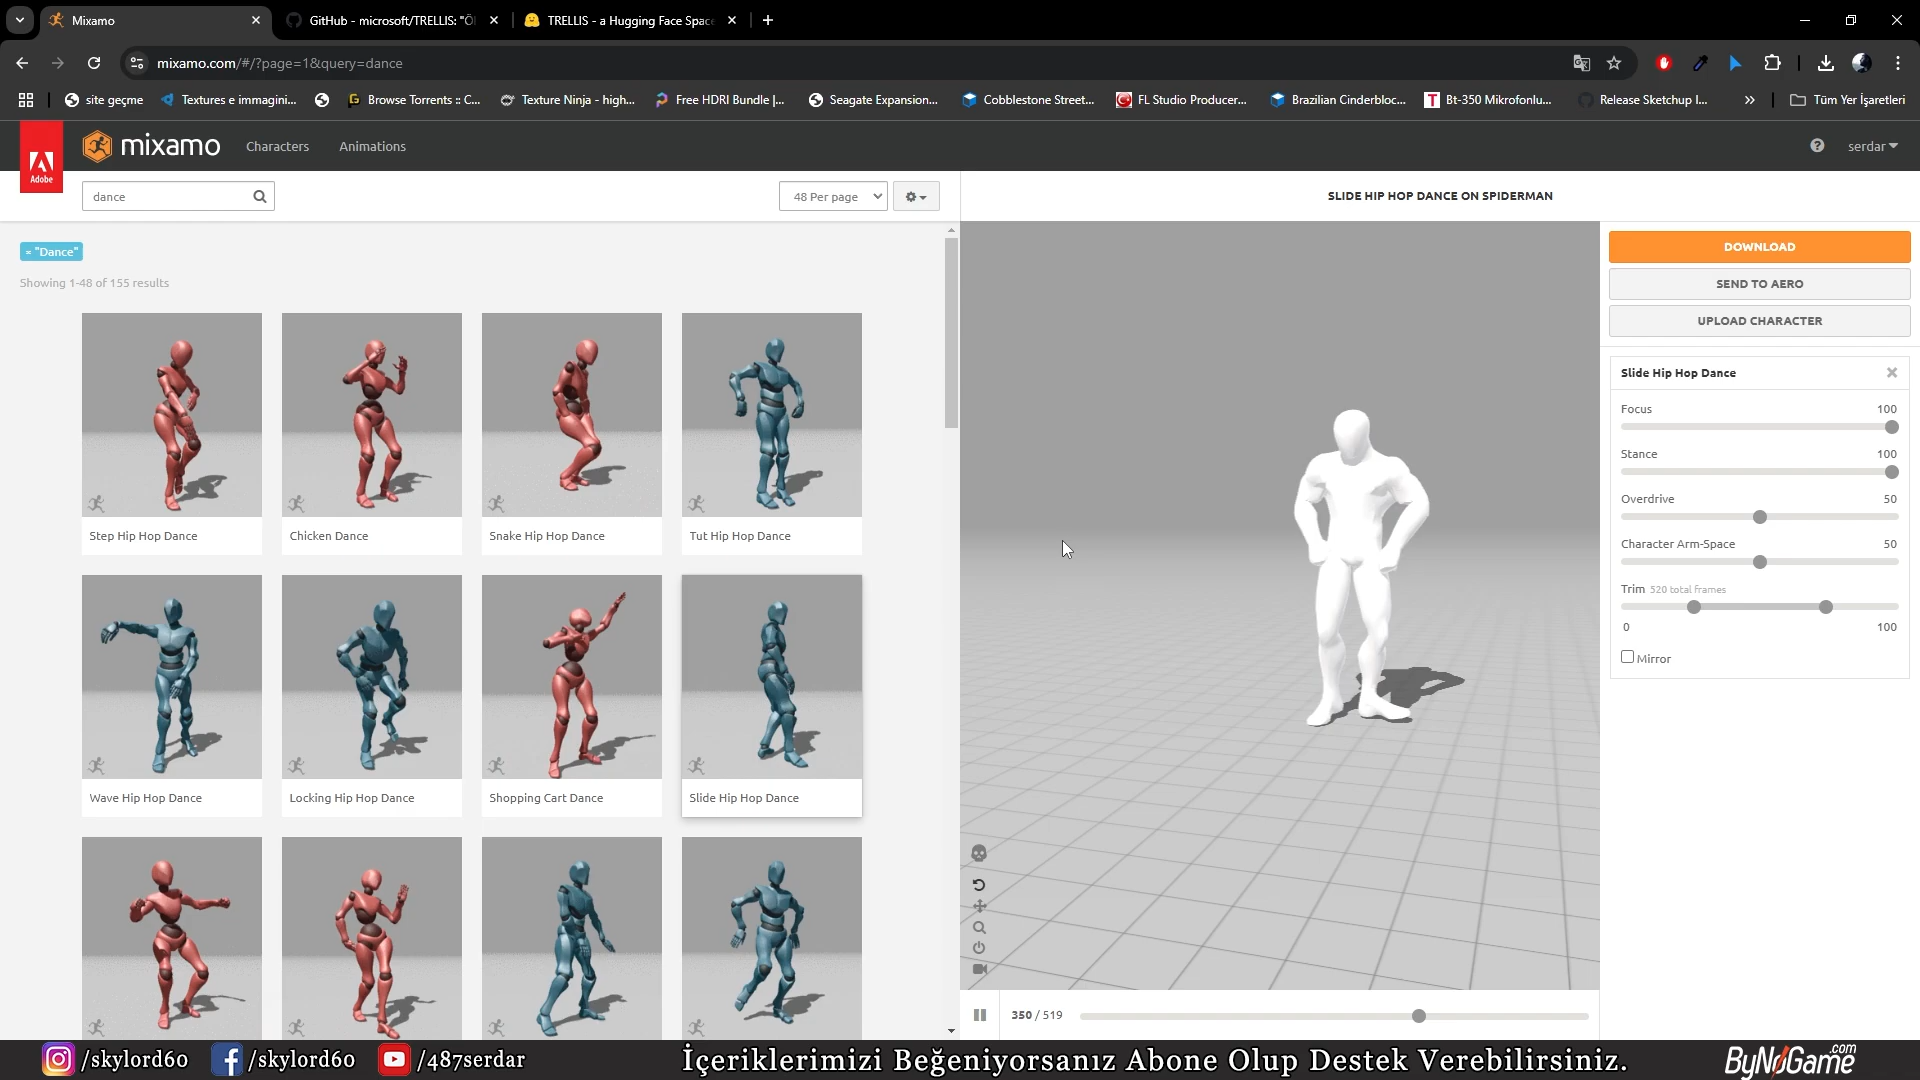 Mixamo
GitHub - microsoft/TRELLIS: "Öl
TRELLIS - a Hugging Face Space
mixamo.com/#/?page=1&query=dance
site geçme
Textures e immagini...
Browse Torrents :: C...
Texture Ninja - high...
Free HDRI Bundle |...
Seagate Expansion...
Cobblestone Street...
FL Studio Producer...
Brazilian Cinderbloc...
Bt-350 Mikrofonlu...
Release Sketchup I...
Tüm Yer İşaretleri
Adobe
mixamo
Characters
Animations
serdar
dance
48 Per page
SLIDE HIP HOP DANCE ON SPIDERMAN
× "Dance"
Showing 1-48 of 155 results
Step Hip Hop Dance
Chicken Dance
Snake Hip Hop Dance
Tut Hip Hop Dance
Wave Hip Hop Dance
Locking Hip Hop Dance
Shopping Cart Dance
Slide Hip Hop Dance
DOWNLOAD
SEND TO AERO
UPLOAD CHARACTER
Slide Hip Hop Dance
Focus 100
Stance 100
Overdrive 50
Character Arm-Space 50
Trim 520 total frames
0 100
Mirror
350 / 519
/skylord60
/skylord60
/487serdar
İçeriklerimizi Beğeniyorsanız Abone Olup Destek Verebilirsiniz.
ByNoGame.com